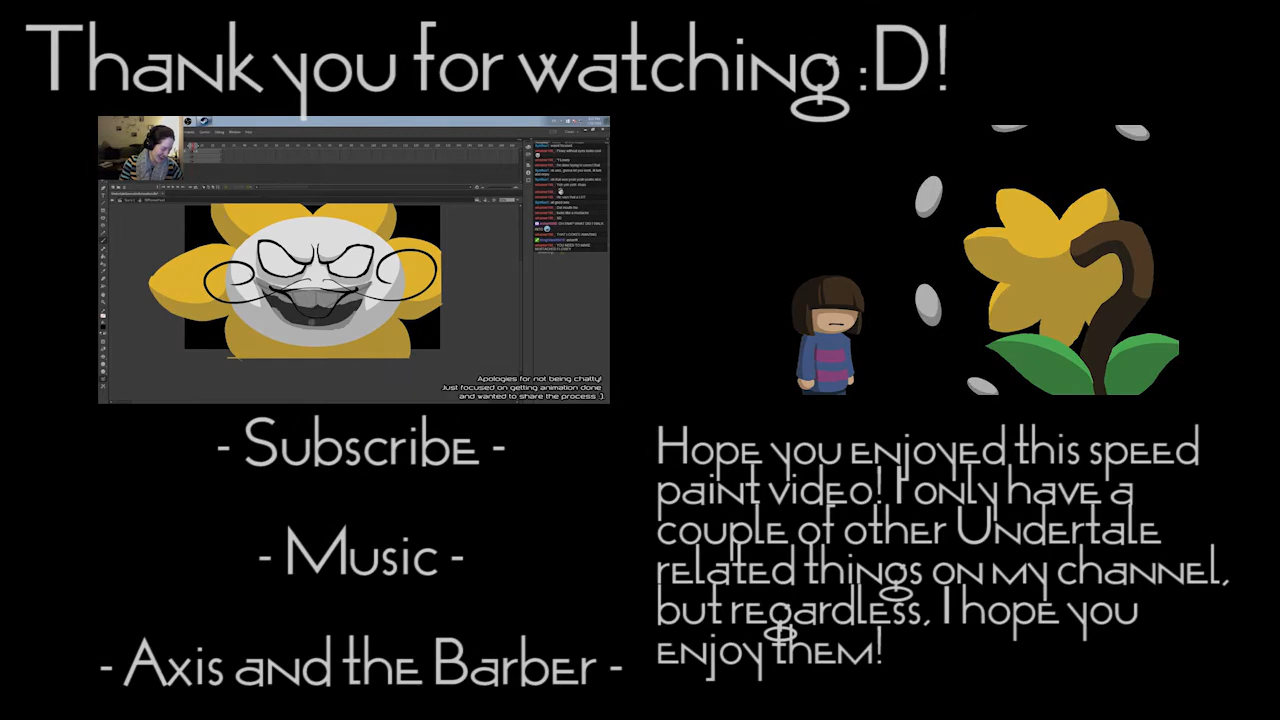 Thank you for watching :D!
Apologies for not being chatty!
Just focused on getting animation done
and wanted to share the process :]
- Subscribe -
- Music -
- Axis and the Barber -
Hope you enjoyed this speed
paint video! I only have a
couple of other Undertale
related things on my channel,
but regardless, I hope you
enjoy them!